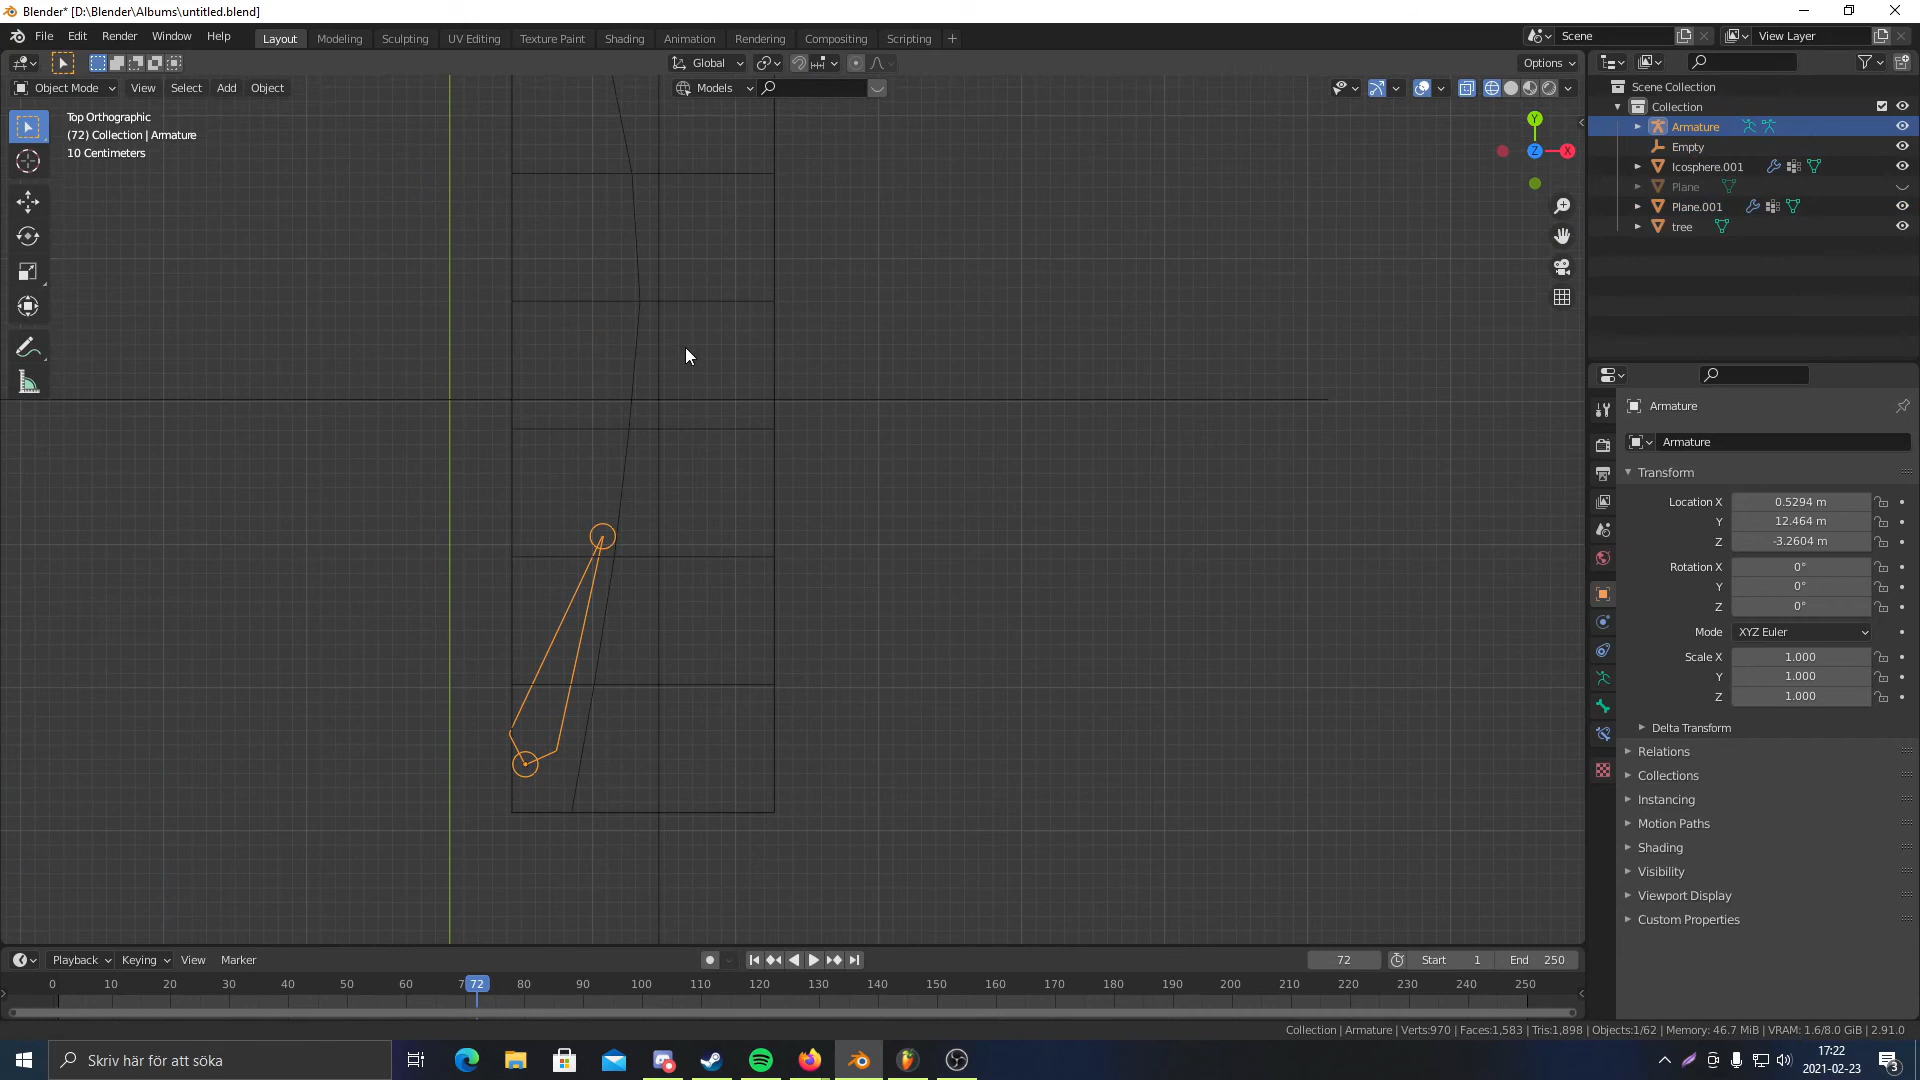 Blender* [D:\Blender\Albums\untitled.blend]
File Edit Render Window Help
Layout Modeling Sculpting UV Editing Texture Paint Shading Animation Rendering Compositing Scripting +
Scene
View Layer
Global
Options
Object Mode View Select Add Object
Models
Top Orthographic
(72) Collection | Armature
10 Centimeters
Y
Z
X
Scene Collection
Collection
Armature
Empty
Icosphere.001
Plane
Plane.001
tree
Armature
Armature
Transform
Location X 0.5294 m
Y 12.464 m
Z -3.2604 m
Rotation X 0°
Y 0°
Z 0°
Mode XYZ Euler
Scale X 1.000
Y 1.000
Z 1.000
Delta Transform
Relations
Collections
Instancing
Motion Paths
Shading
Visibility
Viewport Display
Custom Properties
Playback Keying View Marker
72
Start 1
End 250
0 10 20 30 40 50 60 7 72 80 90 100 110 120 130 140 150 160 170 180 190 200 210 220 230 240 250
Collection | Armature | Verts:970 | Faces:1,583 | Tris:1,898 | Objects:1/62 | Memory: 46.7 MiB | VRAM: 1.6/8.0 GiB | 2.91.0
Skriv här för att söka
17:22
2021-02-23
3